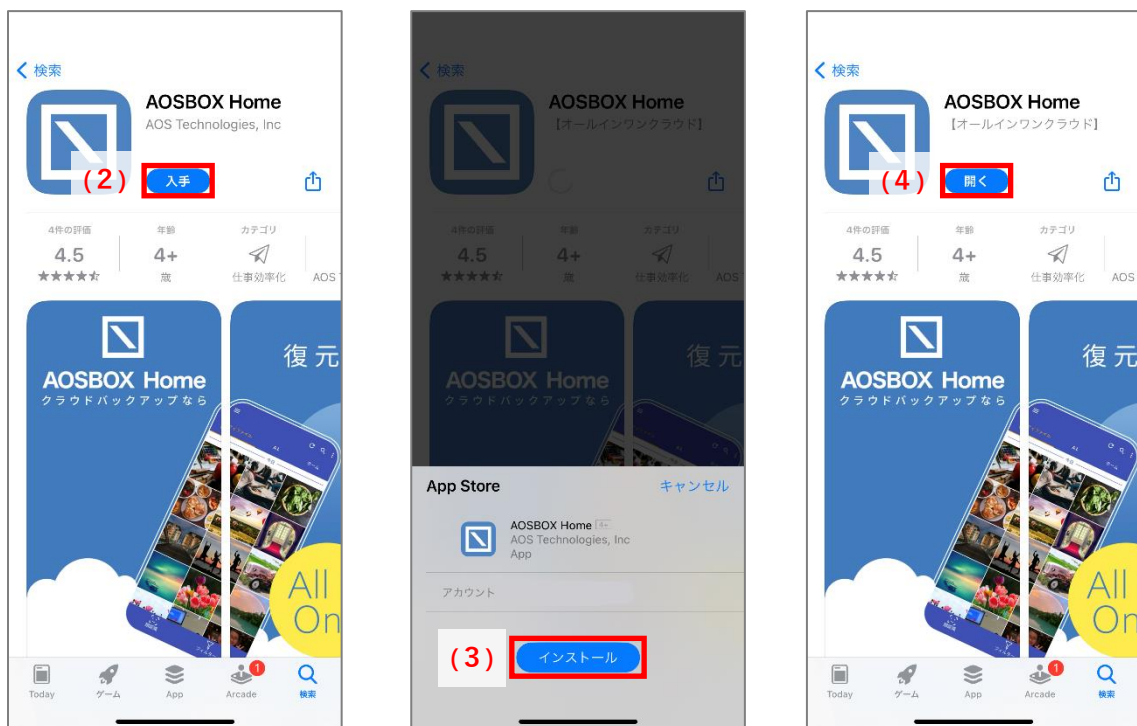 検索
AOSBOX Home
AOS Technologies, Inc
(2)
入手
4件の評価
年齢
カテゴリ
4.5
4+
★★★★
歳
仕事効率化
AOS
AOSBOX Home
クラウドバックアップなら
復元
All
On
Today
ゲーム
App
Arcade
1
検索
検索
AOSBOX Home
【オールインワンクラウド】
4件の評価
年齢
カテゴリ
4.5
4+
★★★★
歳
仕事効率化
AOS
AOSBOX Home
クラウドバックアップなら
復元
App Store
キャンセル
AOSBOX Home 4+
AOS Technologies, Inc
App
アカウント
(3)
インストール
検索
AOSBOX Home
【オールインワンクラウド】
(4)
開く
4件の評価
年齢
カテゴリ
4.5
4+
★★★★
歳
仕事効率化
AOS
AOSBOX Home
クラウドバックアップなら
復元
All
On
Today
ゲーム
App
Arcade
1
検索